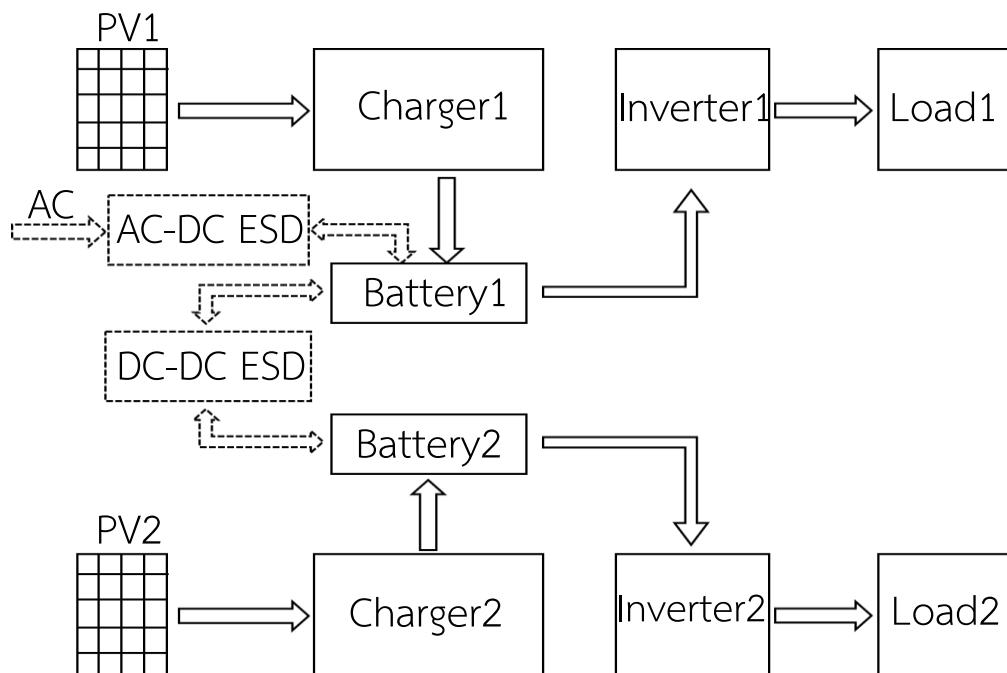 PV1
Charger1
Inverter1
Load1
AC
AC-DC ESD
Battery1
DC-DC ESD
Battery2
PV2
Charger2
Inverter2
Load2